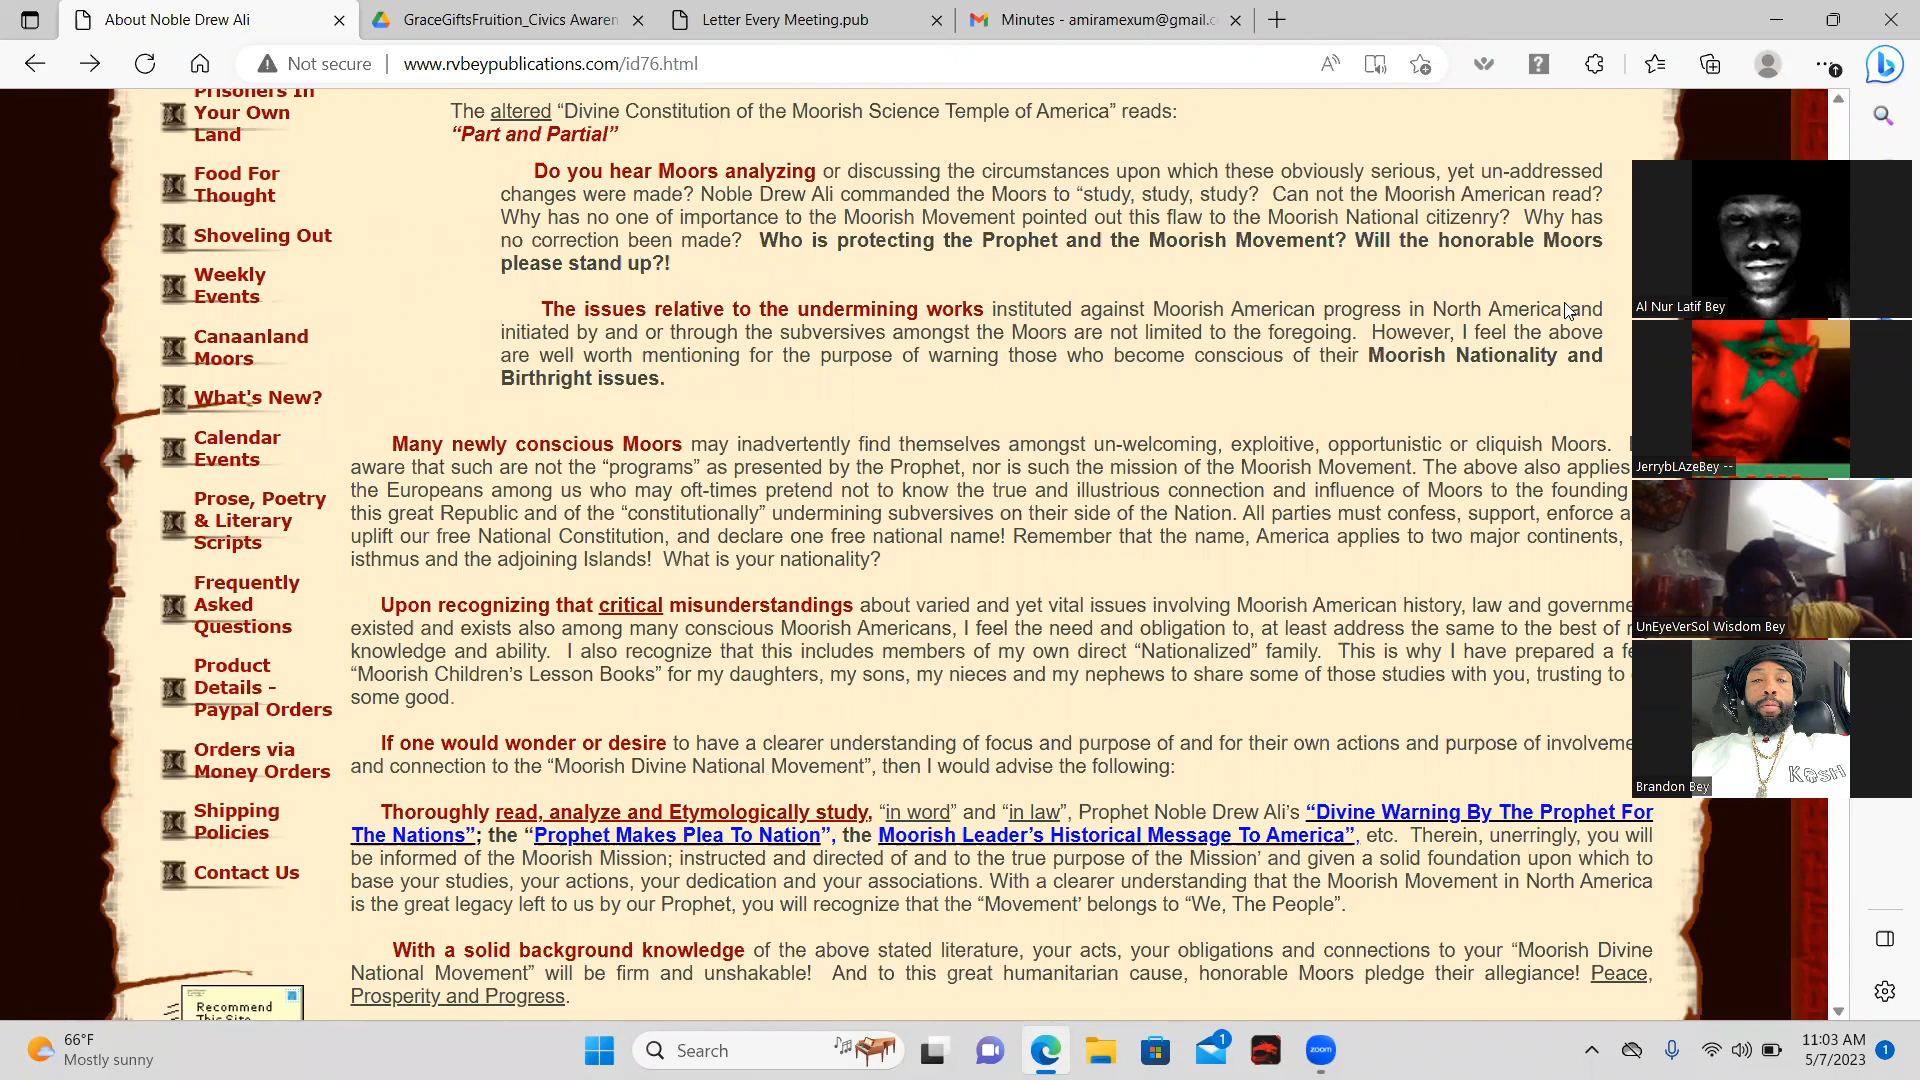 About Noble Drew Ali
GraceGiftsFruition_Civics Awaren
Letter Every Meeting.pub
Minutes - amiramexum@gmail.c
Not secure
www.rvbeypublications.com/id76.html
Prisoners In
Your Own
Land
Food For
Thought
Shoveling Out
Weekly
Events
Canaanland
Moors
What's New?
Calendar
Events
Prose, Poetry
& Literary
Scripts
Frequently
Asked
Questions
Product
Details -
Paypal Orders
Orders via
Money Orders
Shipping
Policies
Contact Us
Recommend
This Site
The altered “Divine Constitution of the Moorish Science Temple of America” reads:
“Part and Partial”
Do you hear Moors analyzing or discussing the circumstances upon which these obviously serious, yet un-addressed
changes were made? Noble Drew Ali commanded the Moors to “study, study, study? Can not the Moorish American read?
Why has no one of importance to the Moorish Movement pointed out this flaw to the Moorish National citizenry? Why has
no correction been made? Who is protecting the Prophet and the Moorish Movement? Will the honorable Moors
please stand up?!
The issues relative to the undermining works instituted against Moorish American progress in North America and
initiated by and or through the subversives amongst the Moors are not limited to the foregoing. However, I feel the above
are well worth mentioning for the purpose of warning those who become conscious of their Moorish Nationality and
Birthright issues.
Many newly conscious Moors may inadvertently find themselves amongst un-welcoming, exploitive, opportunistic or cliquish Moors.
aware that such are not the “programs” as presented by the Prophet, nor is such the mission of the Moorish Movement. The above also applies
the Europeans among us who may oft-times pretend not to know the true and illustrious connection and influence of Moors to the founding
this great Republic and of the “constitutionally” undermining subversives on their side of the Nation. All parties must confess, support, enforce a
uplift our free National Constitution, and declare one free national name! Remember that the name, America applies to two major continents,
isthmus and the adjoining Islands! What is your nationality?
Upon recognizing that critical misunderstandings about varied and yet vital issues involving Moorish American history, law and governme
existed and exists also among many conscious Moorish Americans, I feel the need and obligation to, at least address the same to the best of
knowledge and ability. I also recognize that this includes members of my own direct “Nationalized” family. This is why I have prepared a fe
“Moorish Children’s Lesson Books” for my daughters, my sons, my nieces and my nephews to share some of those studies with you, trusting to
some good.
If one would wonder or desire to have a clearer understanding of focus and purpose of and for their own actions and purpose of involveme
and connection to the “Moorish Divine National Movement”, then I would advise the following:
Thoroughly read, analyze and Etymologically study, “in word” and “in law”, Prophet Noble Drew Ali’s “Divine Warning By The Prophet For
The Nations”; the “Prophet Makes Plea To Nation”, the Moorish Leader’s Historical Message To America”, etc. Therein, unerringly, you will
be informed of the Moorish Mission; instructed and directed of and to the true purpose of the Mission’ and given a solid foundation upon which to
base your studies, your actions, your dedication and your associations. With a clearer understanding that the Moorish Movement in North America
is the great legacy left to us by our Prophet, you will recognize that the “Movement’ belongs to “We, The People”.
With a solid background knowledge of the above stated literature, your acts, your obligations and connections to your “Moorish Divine
National Movement” will be firm and unshakable! And to this great humanitarian cause, honorable Moors pledge their allegiance! Peace,
Prosperity and Progress.
Al Nur Latif Bey
JerrybLAzeBey --
UnEyeVerSol Wisdom Bey
KOSH
Brandon Bey
66°F
Mostly sunny
Search
1
zoom
11:03 AM
5/7/2023
1